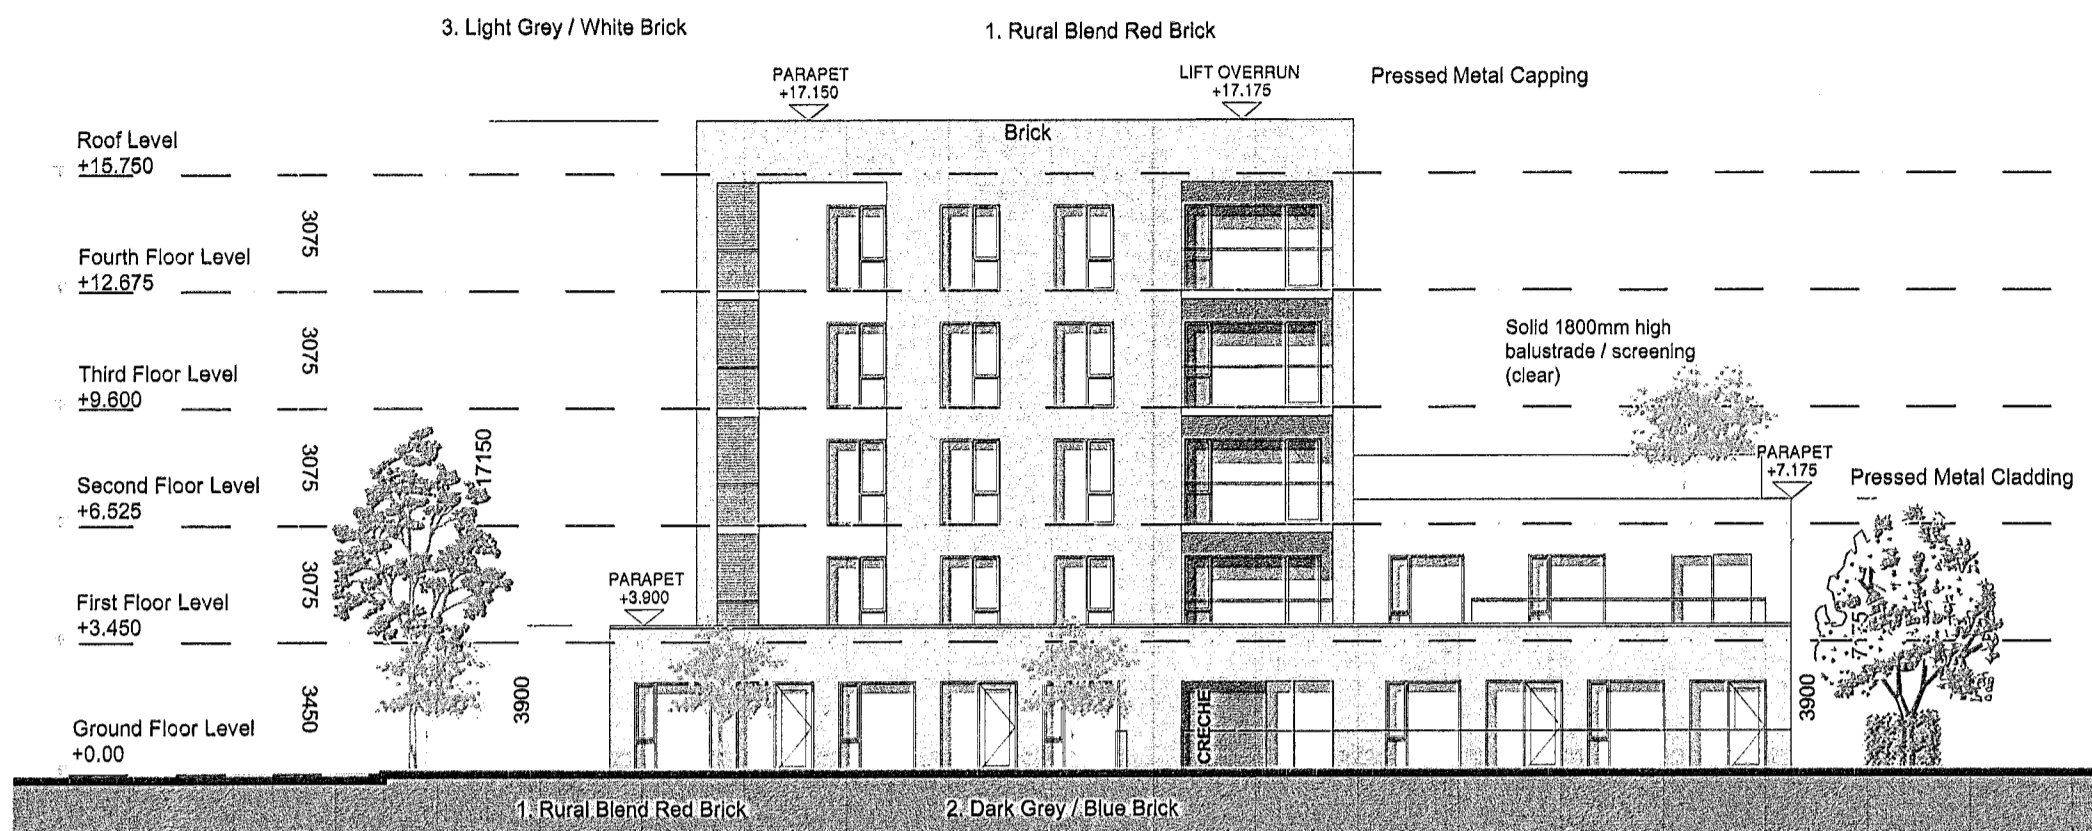 3. Light Grey / White Brick
1. Rural Blend Red Brick
PARAPET
+17.150
LIFT OVERRUN
+17.175
Pressed Metal Capping
Brick
Roof Level
+15.750
3075
Fourth Floor Level
+12.675
3075
Solid 1800mm high
balustrade / screening
(clear)
Third Floor Level
+9.600
3075
17150
PARAPET
+7.175
Pressed Metal Cladding
Second Floor Level
+6.525
3075
PARAPET
+3.900
First Floor Level
+3.450
7175
3450
3900
CRECHE
3900
Ground Floor Level
+0.00
1. Rural Blend Red Brick
2. Dark Grey / Blue Brick